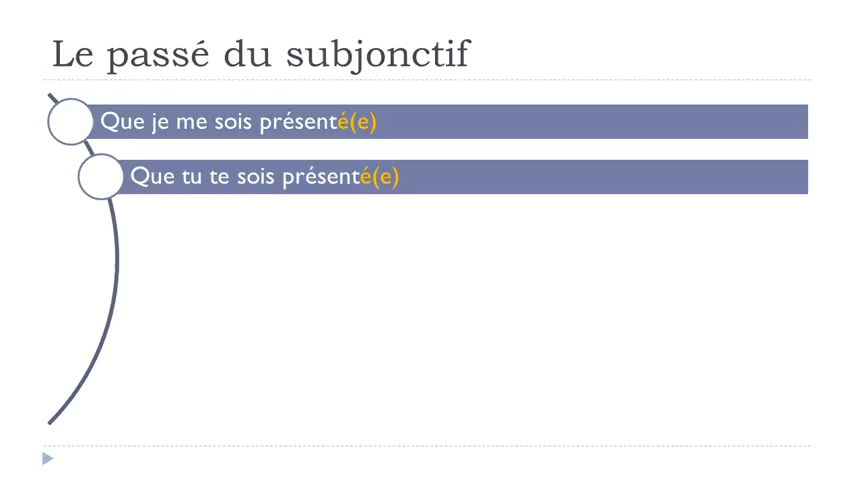 Le passé du subjonctif
Que je me sois présenté(e)
Que tu te sois présenté(e)